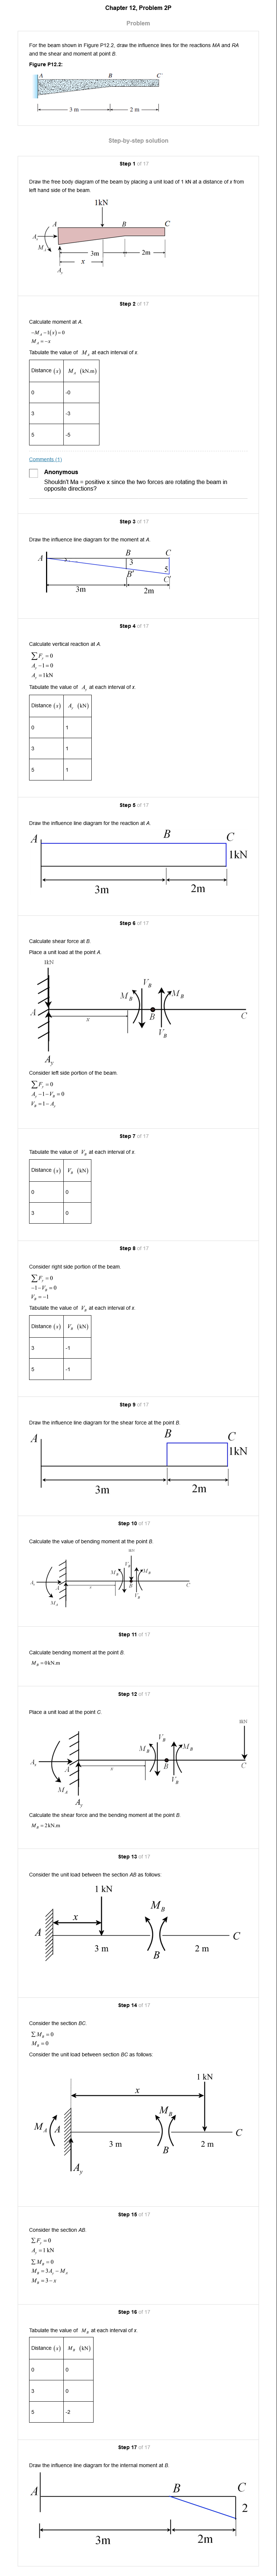 Chapter 12, Problem 2P
Problem
For the beam shown in Figure P12.2, draw the influence lines for the reactions MA and RA
and the shear and moment at point B.
Figure P12.2:
A B C
3 m 2 m
Step-by-step solution
Step 1 of 17
Draw the free body diagram of the beam by placing a unit load of 1 kN at a distance of x from
left hand side of the beam.
1kN
A B C
Aₓ
3m 2m
M_A
x
A_y
Step 2 of 17
Calculate moment at A.
−M_A −1(x) = 0
M_A = −x
Tabulate the value of M_A at each interval of x.
Distance (x) M_A (kN.m)
0 -0
3 -3
5 -5
Comments (1)
Anonymous
Shouldn't Ma = positive x since the two forces are rotating the beam in
opposite directions?
Step 3 of 17
Draw the influence line diagram for the moment at A.
A B C
3 5
B' C'
3m 2m
Step 4 of 17
Calculate vertical reaction at A
∑F_y = 0
A_y −1 = 0
A_y = 1kN
Tabulate the value of A_y at each interval of x.
Distance (x) A_y (kN)
0 1
3 1
5 1
Step 5 of 17
Draw the influence line diagram for the reaction at A.
A B C
1kN
3m 2m
Step 6 of 17
Calculate shear force at B.
Place a unit load at the point A.
1kN
M_B V_B M_B
A B C
x
V_B
A_y
Consider left side portion of the beam.
∑F_y = 0
A_y −1−V_B = 0
V_B = 1− A_y
Step 7 of 17
Tabulate the value of V_B at each interval of x.
Distance (x) V_B (kN)
0 0
3 0
Step 8 of 17
Consider right side portion of the beam.
∑F_y = 0
−1−V_B = 0
V_B = −1
Tabulate the value of V_B at each interval of x.
Distance (x) V_B (kN)
3 -1
5 -1
Step 9 of 17
Draw the influence line diagram for the shear force at the point B.
A B C
1kN
3m 2m
Step 10 of 17
Calculate the value of bending moment at the point B.
V_B
M_B M_B
Aₓ A B C
x
V_B
M_A
Step 11 of 17
Calculate bending moment at the point B.
M_B = 0 kN.m
Step 12 of 17
Place a unit load at the point C.
1kN
V_B
M_B M_B
Aₓ A B C
x
M_A V_B
A_y
Calculate the shear force and the bending moment at the point B.
M_B = 2 kN.m
Step 13 of 17
Consider the unit load between the section AB as follows:
1 kN
x M_B
A C
3 m B 2 m
Step 14 of 17
Consider the section BC.
∑M_B = 0
M_B = 0
Consider the unit load between section BC as follows:
1 kN
x
M_A A M_B C
3 m B 2 m
A_y
Step 15 of 17
Consider the section AB.
∑F_y = 0
A_y = 1 kN
∑M_B = 0
M_B = 3A_y − M_A
M_B = 3 − x
Step 16 of 17
Tabulate the value of M_B at each interval of x.
Distance (x) M_B (kN)
0 0
3 0
5 -2
Step 17 of 17
Draw the influence line diagram for the internal moment at B.
A B C
2
3m 2m